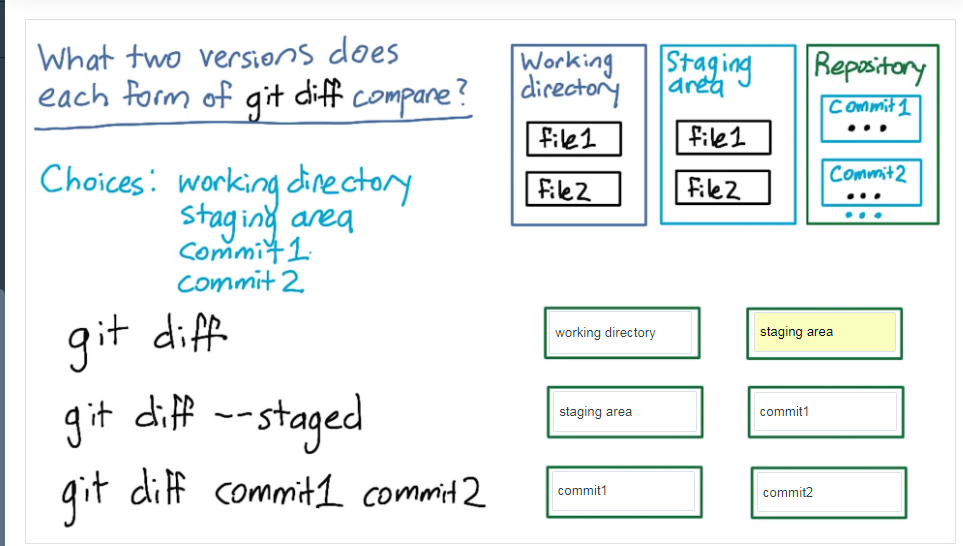 What two versions does
each form of git diff compare?
Choices: working directory
staging area
commit1
commit 2
Working
directory
file1
file2
Staging
area
file1
file2
Repository
Commit1
...
Commit2
...
...
git diff
working directory
staging area
git diff --staged
staging area
commit1
git diff commit1 commit2
commit1
commit2